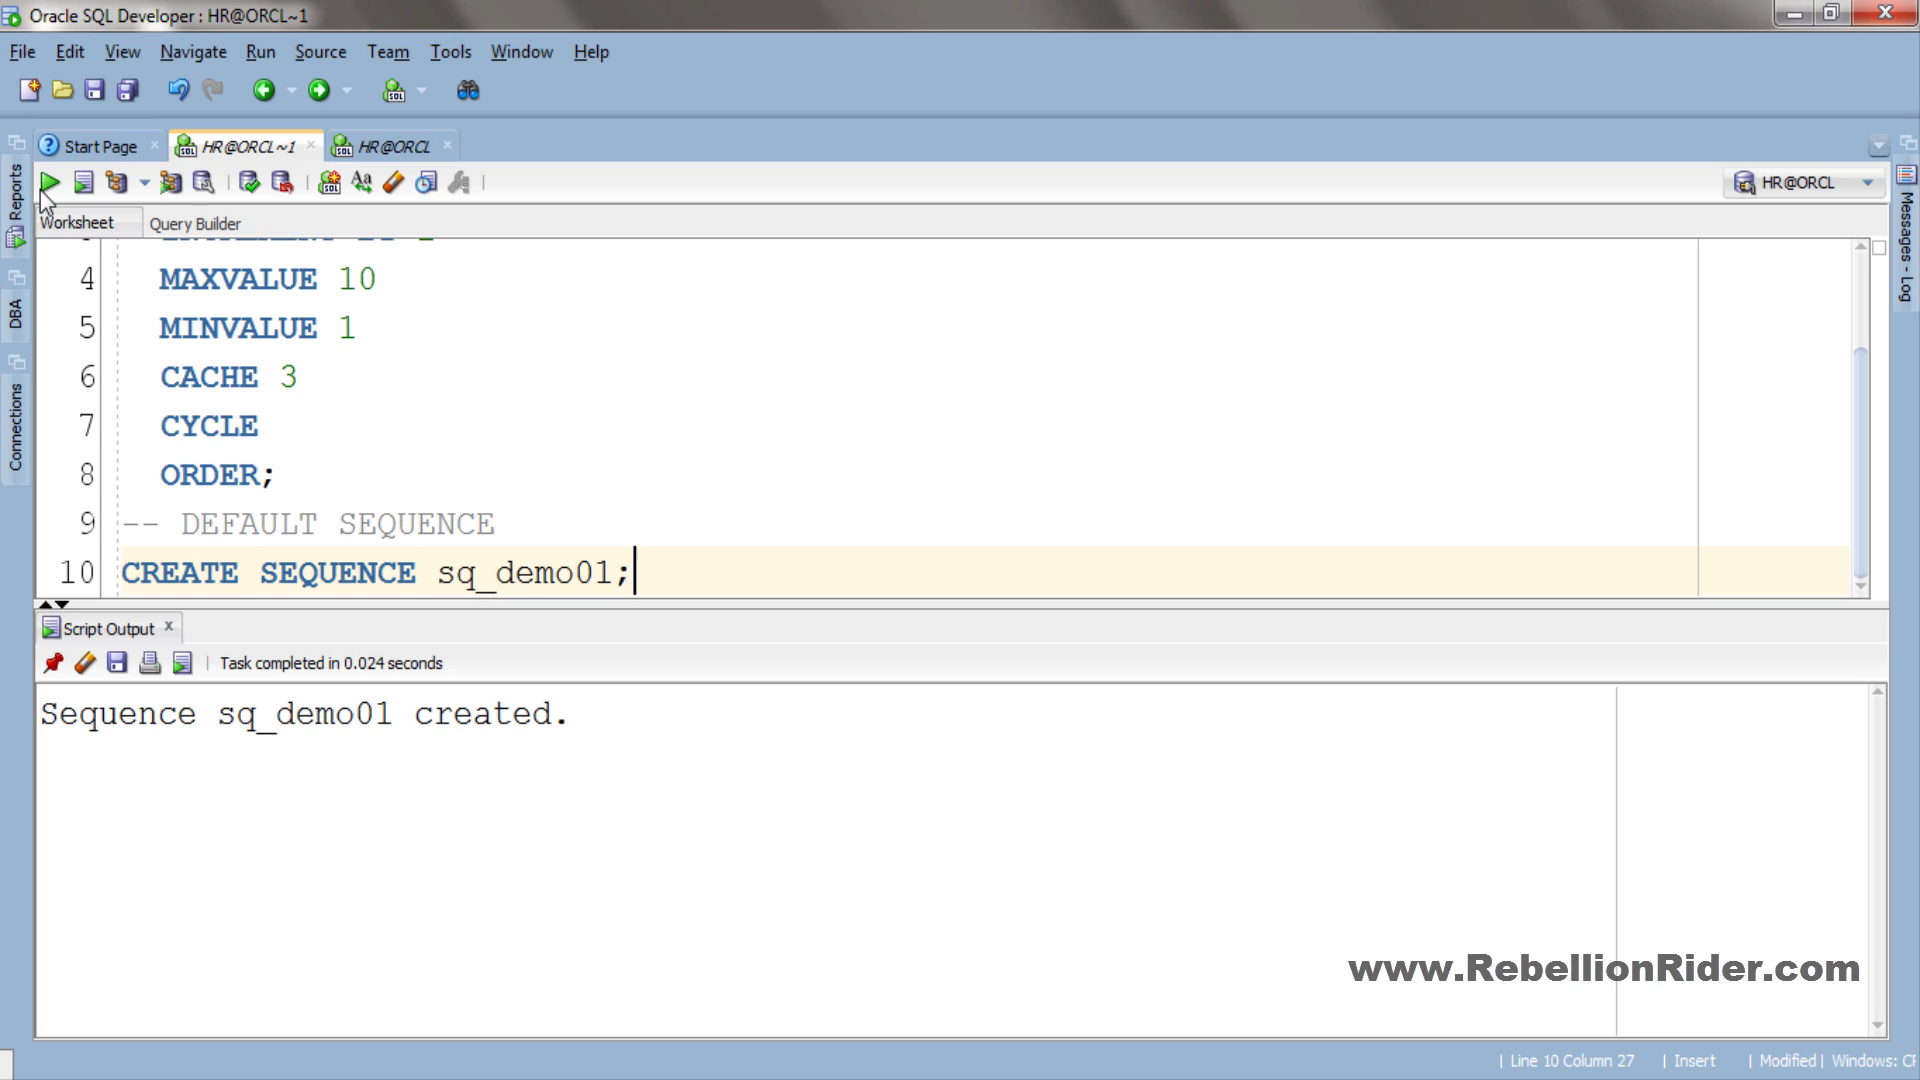 Oracle SQL Developer : HR@ORCL~1
File Edit View Navigate Run Source Team Tools Window Help
Start Page HR@ORCL~1 HR@ORCL
HR@ORCL
Worksheet Query Builder
Reports
DBA
Connections
Messages - Log
4 MAXVALUE 10
5 MINVALUE 1
6 CACHE 3
7 CYCLE
8 ORDER;
9 -- DEFAULT SEQUENCE
10 CREATE SEQUENCE sq_demo01;
Script Output
Task completed in 0.024 seconds
Sequence sq_demo01 created.
www.RebellionRider.com
| Line 10 Column 27 | Insert | Modified | Windows: